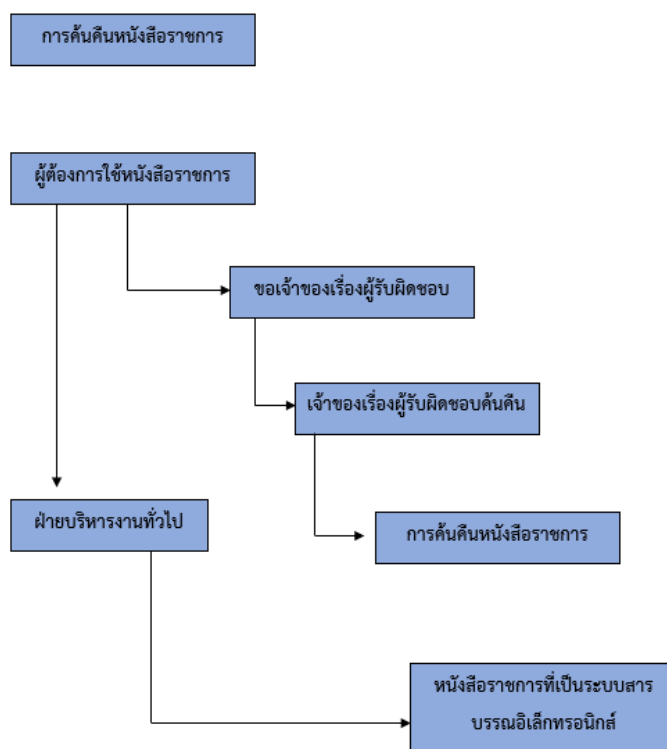 การค้นคืนหนังสือราชการ
ผู้ต้องการใช้หนังสือราชการ
ขอเจ้าของเรื่องผู้รับผิดชอบ
เจ้าของเรื่องผู้รับผิดชอบค้นคืน
ฝ่ายบริหารงานทั่วไป
การค้นคืนหนังสือราชการ
หนังสือราชการที่เป็นระบบสาร
บรรณอิเล็กทรอนิกส์